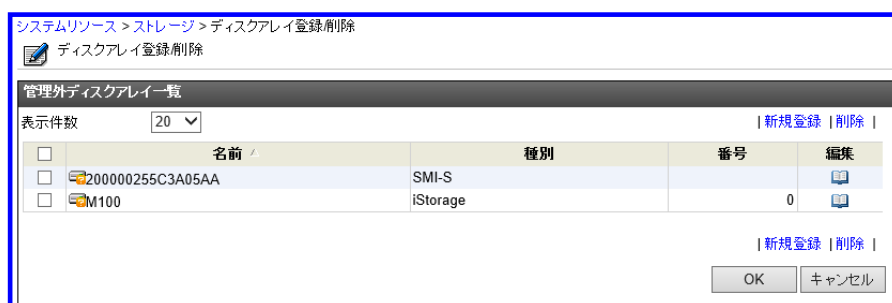 システムリソース > ストレージ > ディスクアレイ登録/削除
ディスクアレイ登録/削除
管理外ディスクアレイ一覧
表示件数 20 | 新規登録 | 削除 |
名前 種別 番号 編集
200000255C3A05AA SMI-S
M100 iStorage 0
| 新規登録 | 削除 |
OK キャンセル